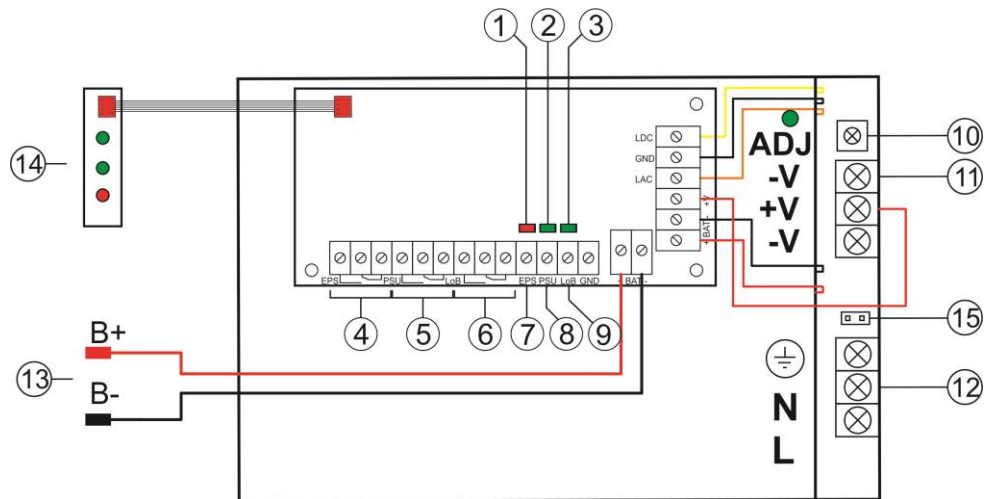 1 2 3
14
LDC
GND
LAC
+V
+ BAT -
ADJ
-V
+V
-V
10
11
EPS PSU LoB EPS PSU LoB GND
+ BAT -
4 5 6 7 8 9
15
13
B+
B-
N
L
12